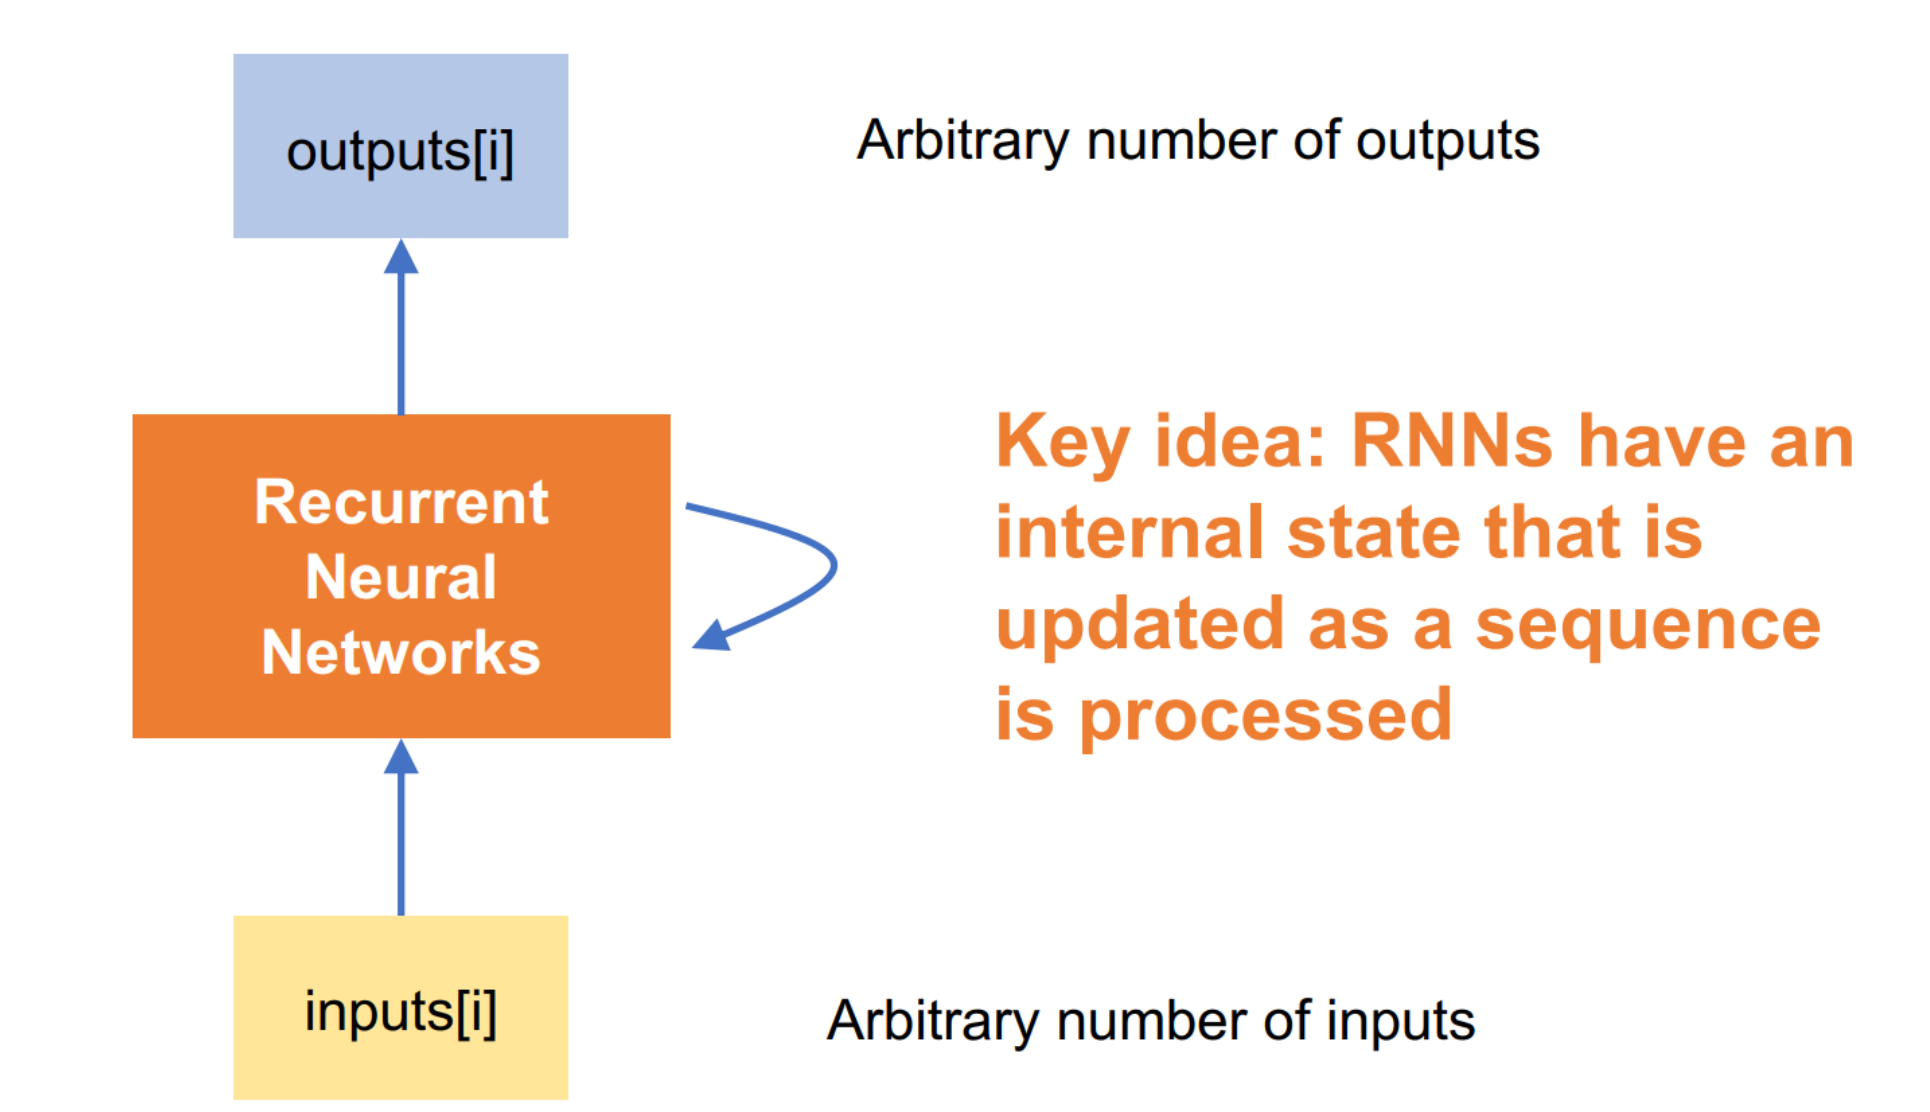 outputs[i]
Arbitrary number of outputs
Recurrent
Neural
Networks
Key idea: RNNs have an
internal state that is
updated as a sequence
is processed
inputs[i]
Arbitrary number of inputs